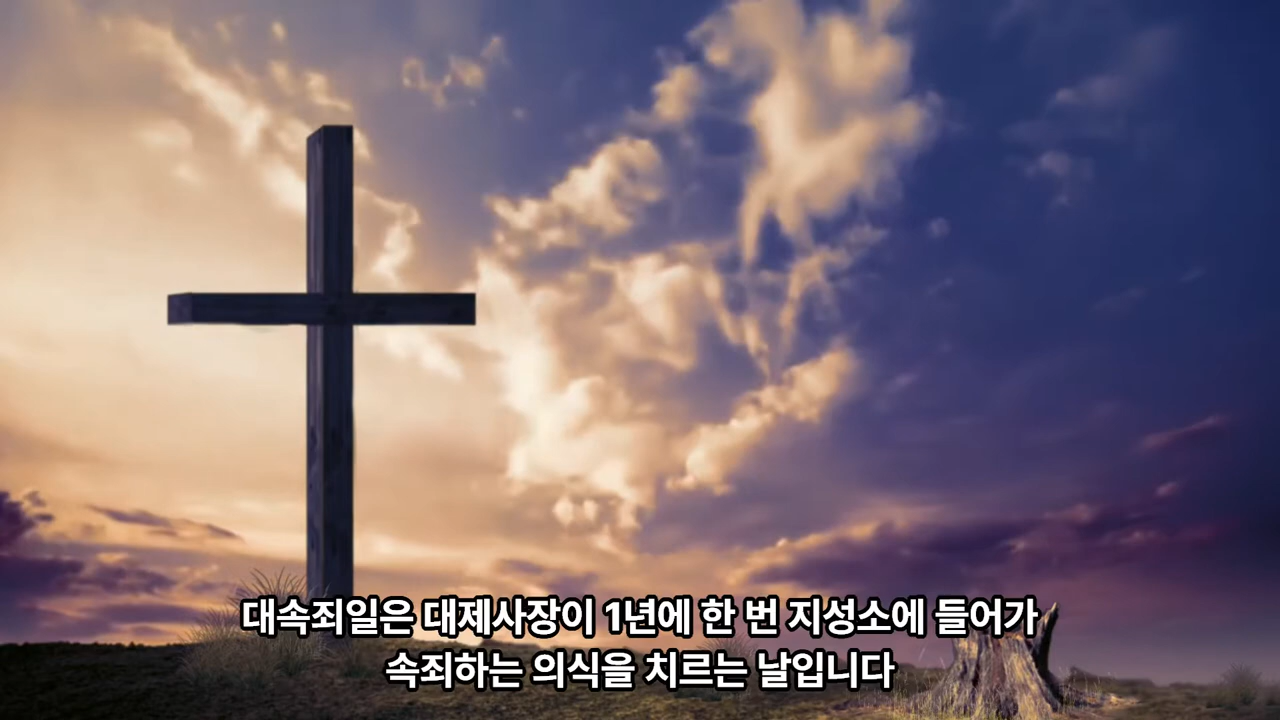 대속죄일은 대제사장이 1년에 한 번 지성소에 들어가
속죄하는 의식을 치르는 날입니다